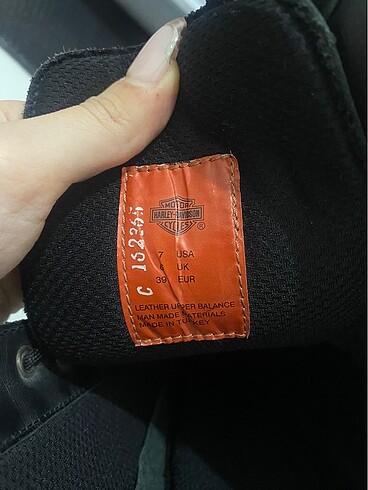 MOTOR
HARLEY-DAVIDSON
CYCLES
®
7 USA
6 UK
39 EUR
C 162355
LEATHER UPPER BALANCE
MAN MADE MATERIALS
MADE IN TURKEY